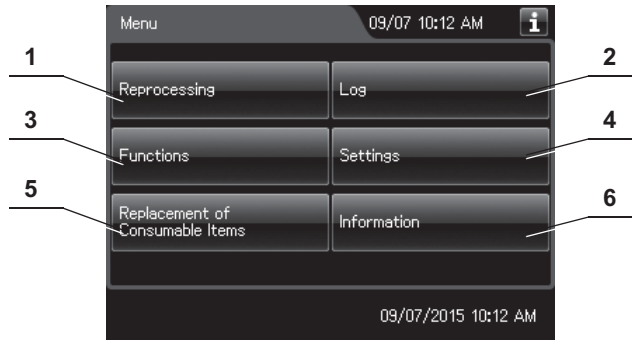 Menu 09/07 10:12 AM i
1 2
Reprocessing Log
3 4
Functions Settings
5 6
Replacement of
Consumable Items Information
09/07/2015 10:12 AM